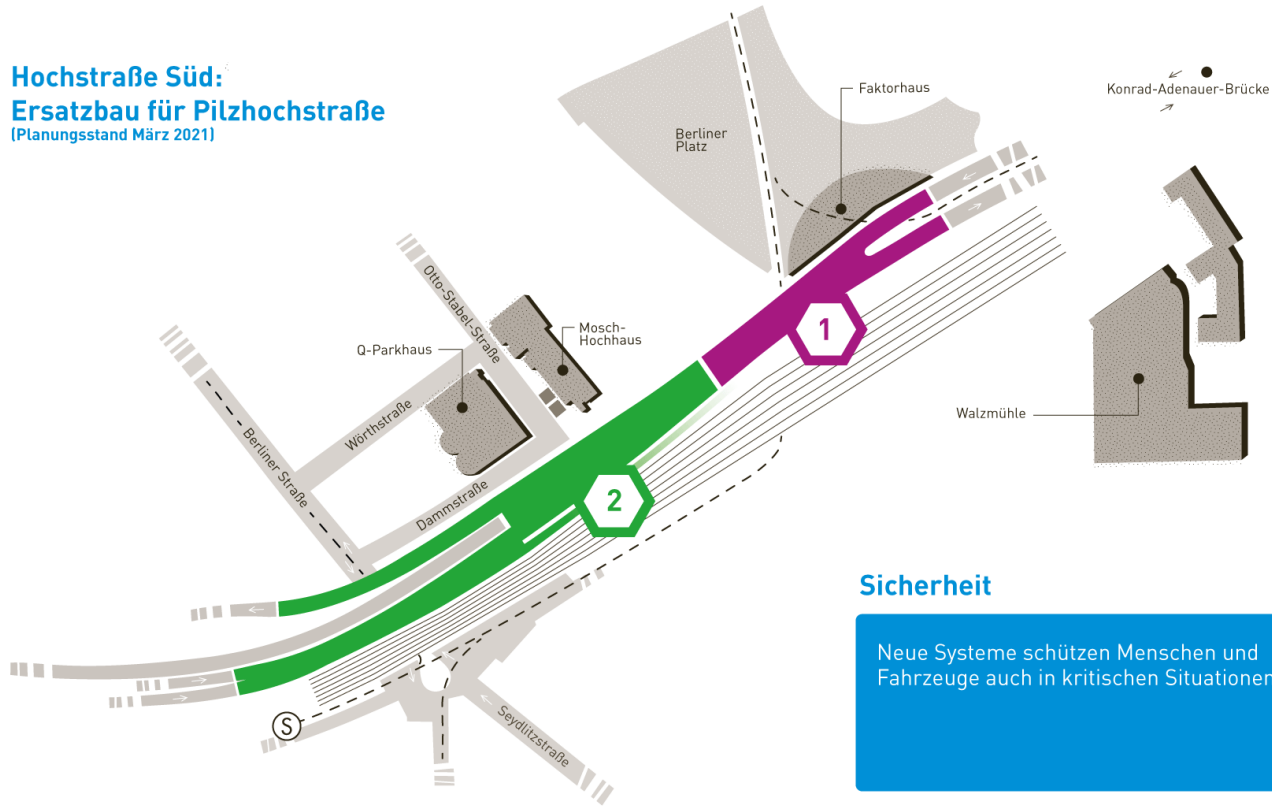 Hochstraße Süd:
Ersatzbau für Pilzhochstraße
(Planungsstand März 2021)
Faktorhaus
Konrad-Adenauer-Brücke
Berliner
Platz
Otto-Stabel-Straße
Mosch-
Hochhaus
Q-Parkhaus
1
Wörthstraße
Walzmühle
Berliner Straße
Dammstraße
2
Sicherheit
Neue Systeme schützen Menschen und
Fahrzeuge auch in kritischen Situationen
S
Seydlitzstraße